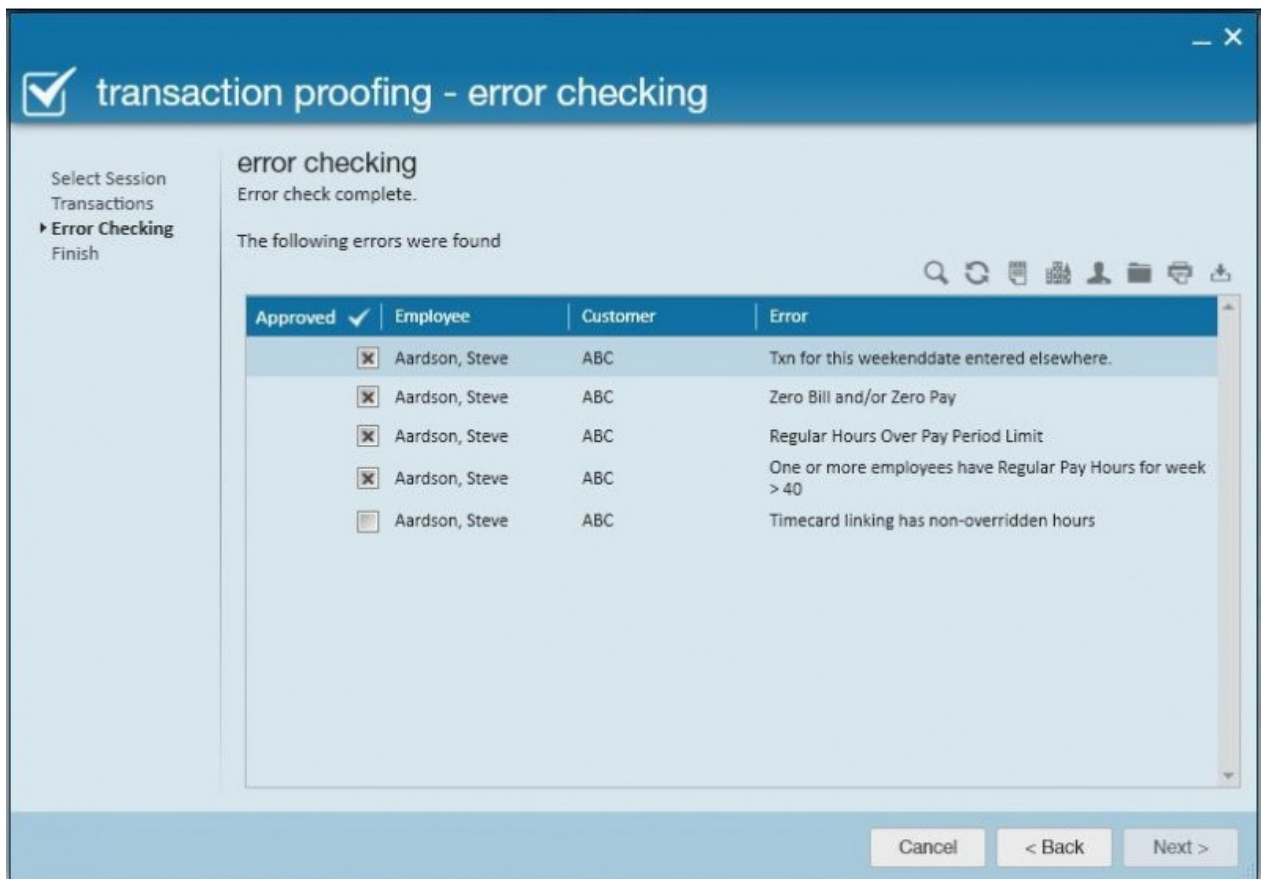 transaction proofing - error checking
Select Session
Transactions
Error Checking
Finish
error checking
Error check complete.
The following errors were found
Approved Employee Customer Error
Aardson, Steve ABC Txn for this weekenddate entered elsewhere.
Aardson, Steve ABC Zero Bill and/or Zero Pay
Aardson, Steve ABC Regular Hours Over Pay Period Limit
Aardson, Steve ABC One or more employees have Regular Pay Hours for week
> 40
Aardson, Steve ABC Timecard linking has non-overridden hours
Cancel < Back Next >